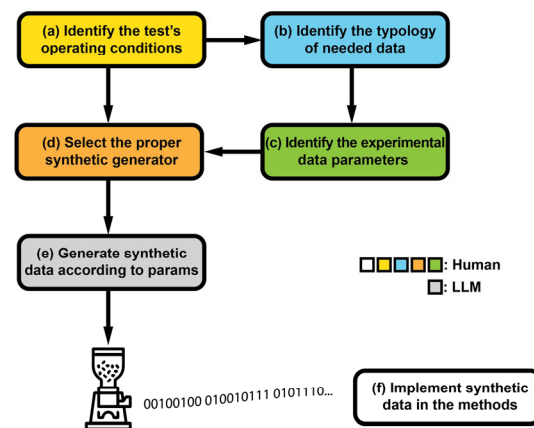 (a) Identify the test's
operating conditions
(b) Identify the typology
of needed data
(d) Select the proper
synthetic generator
(c) Identify the experimental
data parameters
(e) Generate synthetic
data according to params
: Human
: LLM
00100100 010010111 0101110...
(f) Implement synthetic
data in the methods